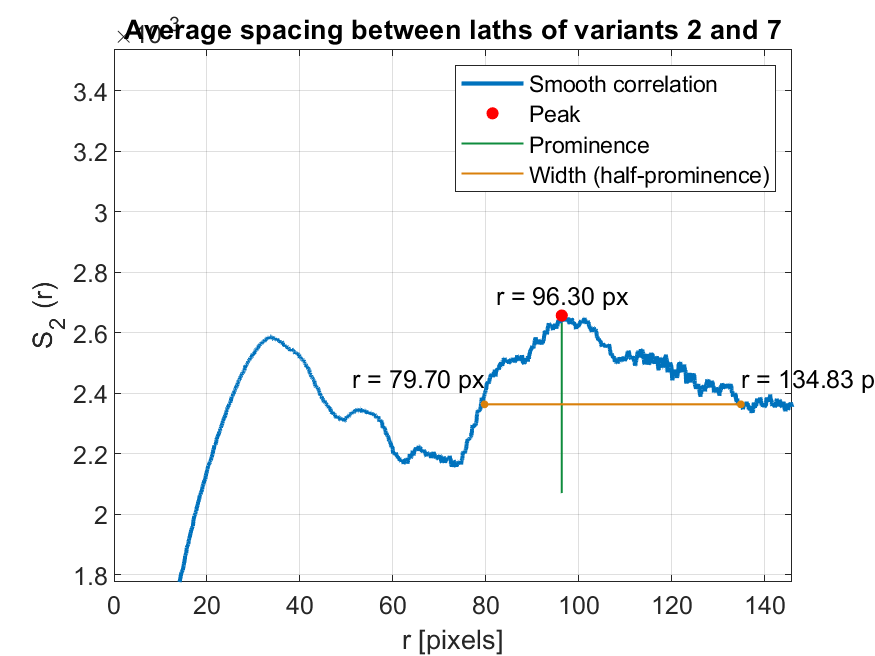 Average spacing between laths of variants 2 and 7
×10⁻³
Smooth correlation
Peak
Prominence
Width (half-prominence)
3.4
3.2
3
2.8
2.6
2.4
2.2
2
1.8
S₂ (r)
r = 96.30 px
r = 79.70 px
r = 134.83 p
0 20 40 60 80 100 120 140
r [pixels]